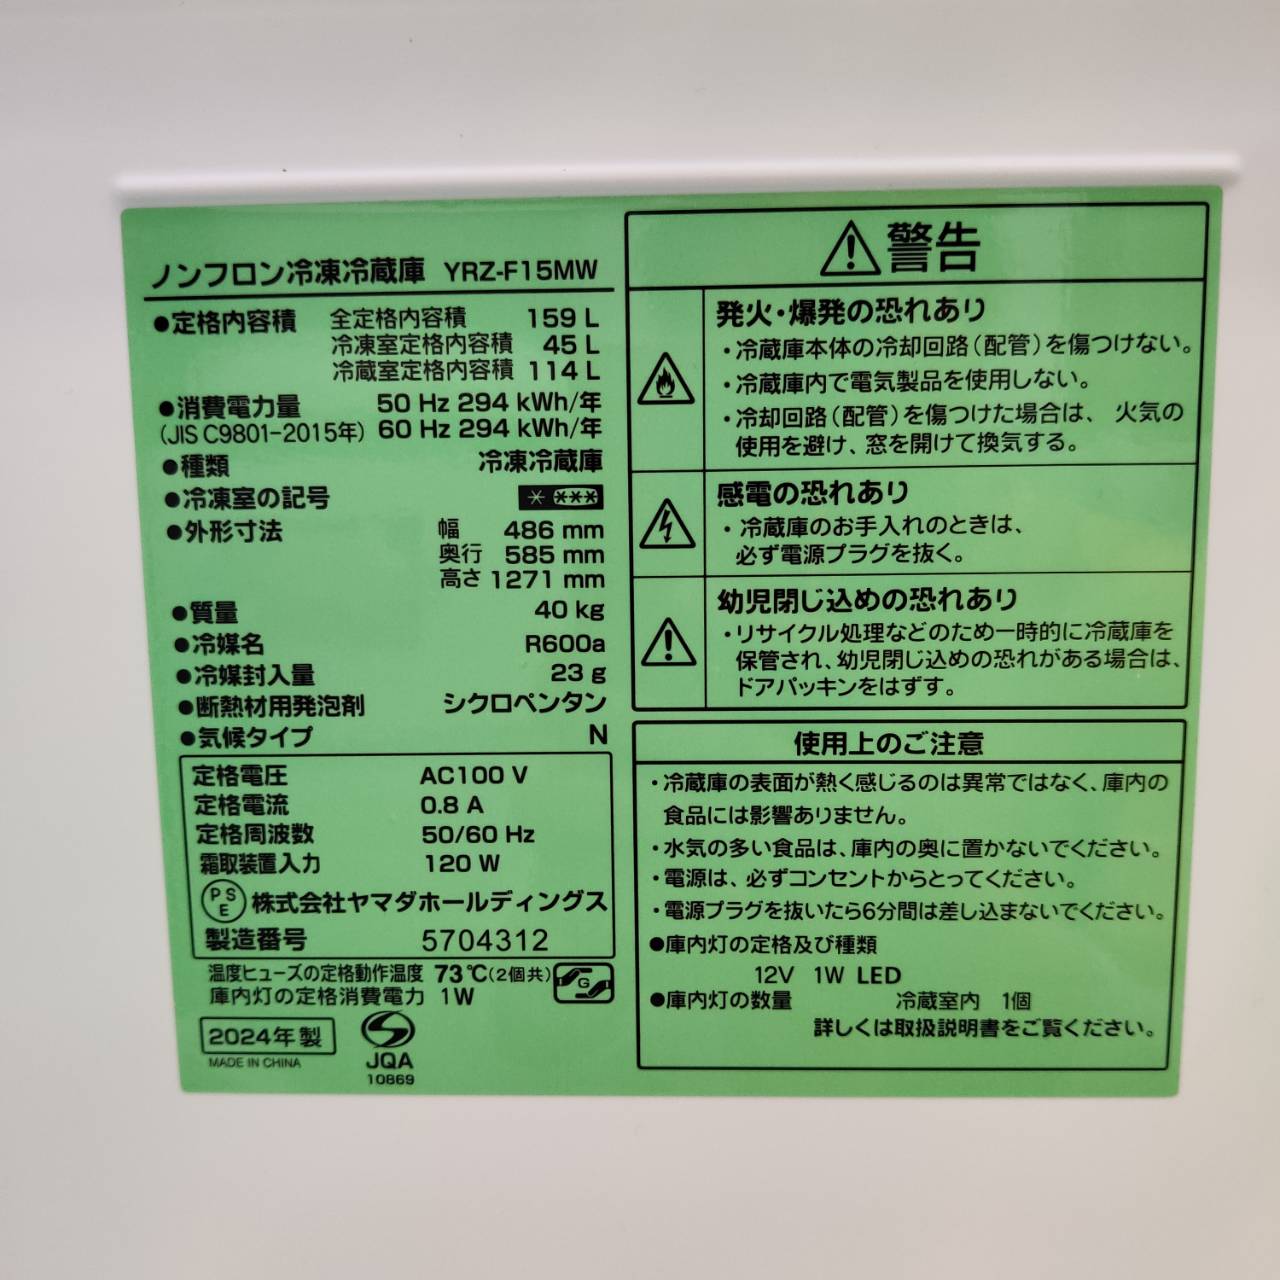 ノンフロン冷凍冷蔵庫 YRZ-F15MW
●定格内容積 全定格内容積 159 L
冷凍室定格内容積 45 L
冷蔵室定格内容積 114 L
●消費電力量 50 Hz 294 kWh/年
(JIS C9801-2015年) 60 Hz 294 kWh/年
●種類 冷凍冷蔵庫
●冷凍室の記号 * ***
●外形寸法 幅 486 mm
奥行 585 mm
高さ 1271 mm
●質量 40 kg
●冷媒名 R600a
●冷媒封入量 23 g
●断熱材用発泡剤 シクロペンタン
●気候タイプ N
定格電圧 AC100 V
定格電流 0.8 A
定格周波数 50/60 Hz
霜取装置入力 120 W
PSE 株式会社ヤマダホールディングス
製造番号 5704312
温度ヒューズの定格動作温度 73℃(2個共)
G
庫内灯の定格消費電力 1W
2024年 製
MADE IN CHINA
JQA
10869
警告
発火・爆発の恐れあり
・冷蔵庫本体の冷却回路(配管)を傷つけない。
・冷蔵庫内で電気製品を使用しない。
・冷却回路(配管)を傷つけた場合は、火気の
使用を避け、窓を開けて換気する。
感電の恐れあり
・冷蔵庫のお手入れのときは、
必ず電源プラグを抜く。
幼児閉じ込めの恐れあり
・リサイクル処理などのため一時的に冷蔵庫を
保管され、幼児閉じ込めの恐れがある場合は、
ドアパッキンをはずす。
使用上のご注意
・冷蔵庫の表面が熱く感じるのは異常ではなく、庫内の
食品には影響ありません。
・水気の多い食品は、庫内の奥に置かないでください。
・電源は、必ずコンセントからとってください。
・電源プラグを抜いたら6分間は差し込まないでください。
●庫内灯の定格及び種類
12V 1W LED
●庫内灯の数量 冷蔵室内 1個
詳しくは取扱説明書をご覧ください。